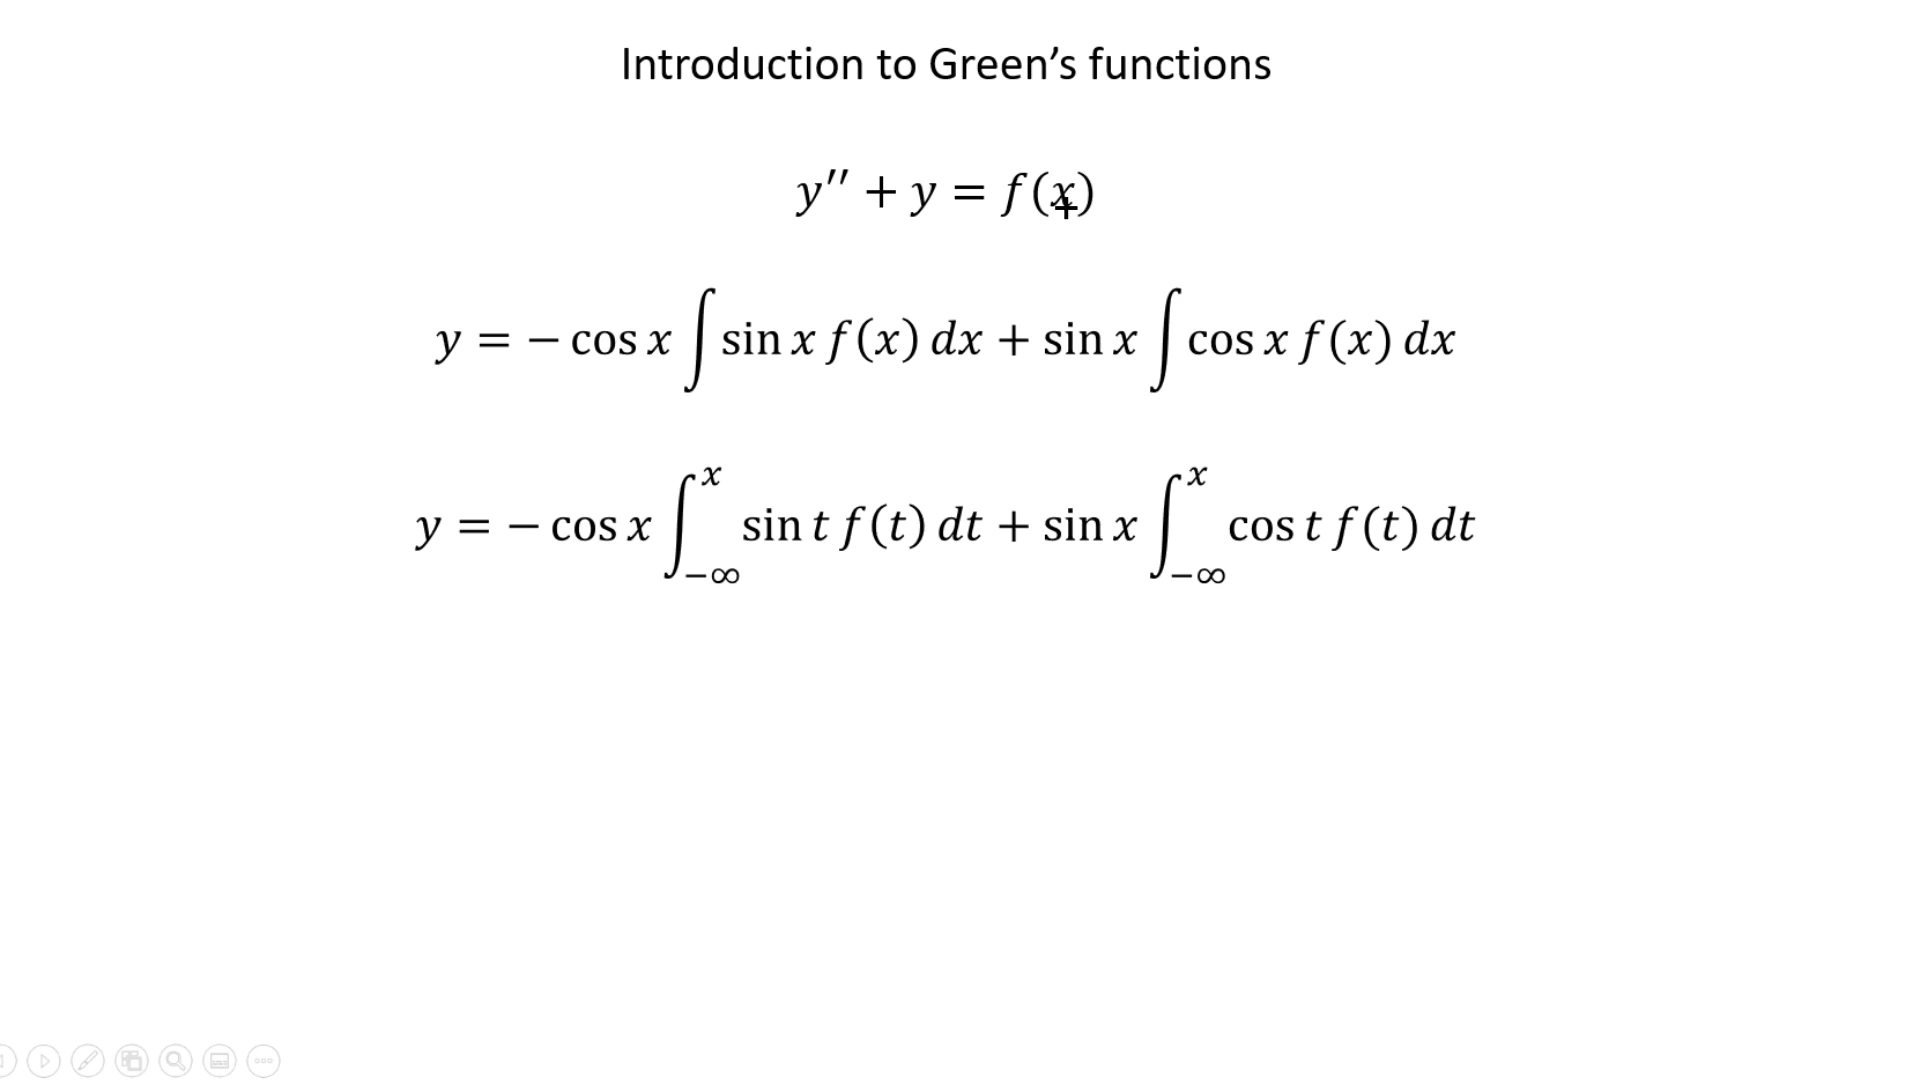 Introduction to Green’s functions
y′′ + y = f(x)
y = − cos x ∫ sin x f(x) dx + sin x ∫ cos x f(x) dx
y = − cos x ∫_{−∞}^{x} sin t f(t) dt + sin x ∫_{−∞}^{x} cos t f(t) dt